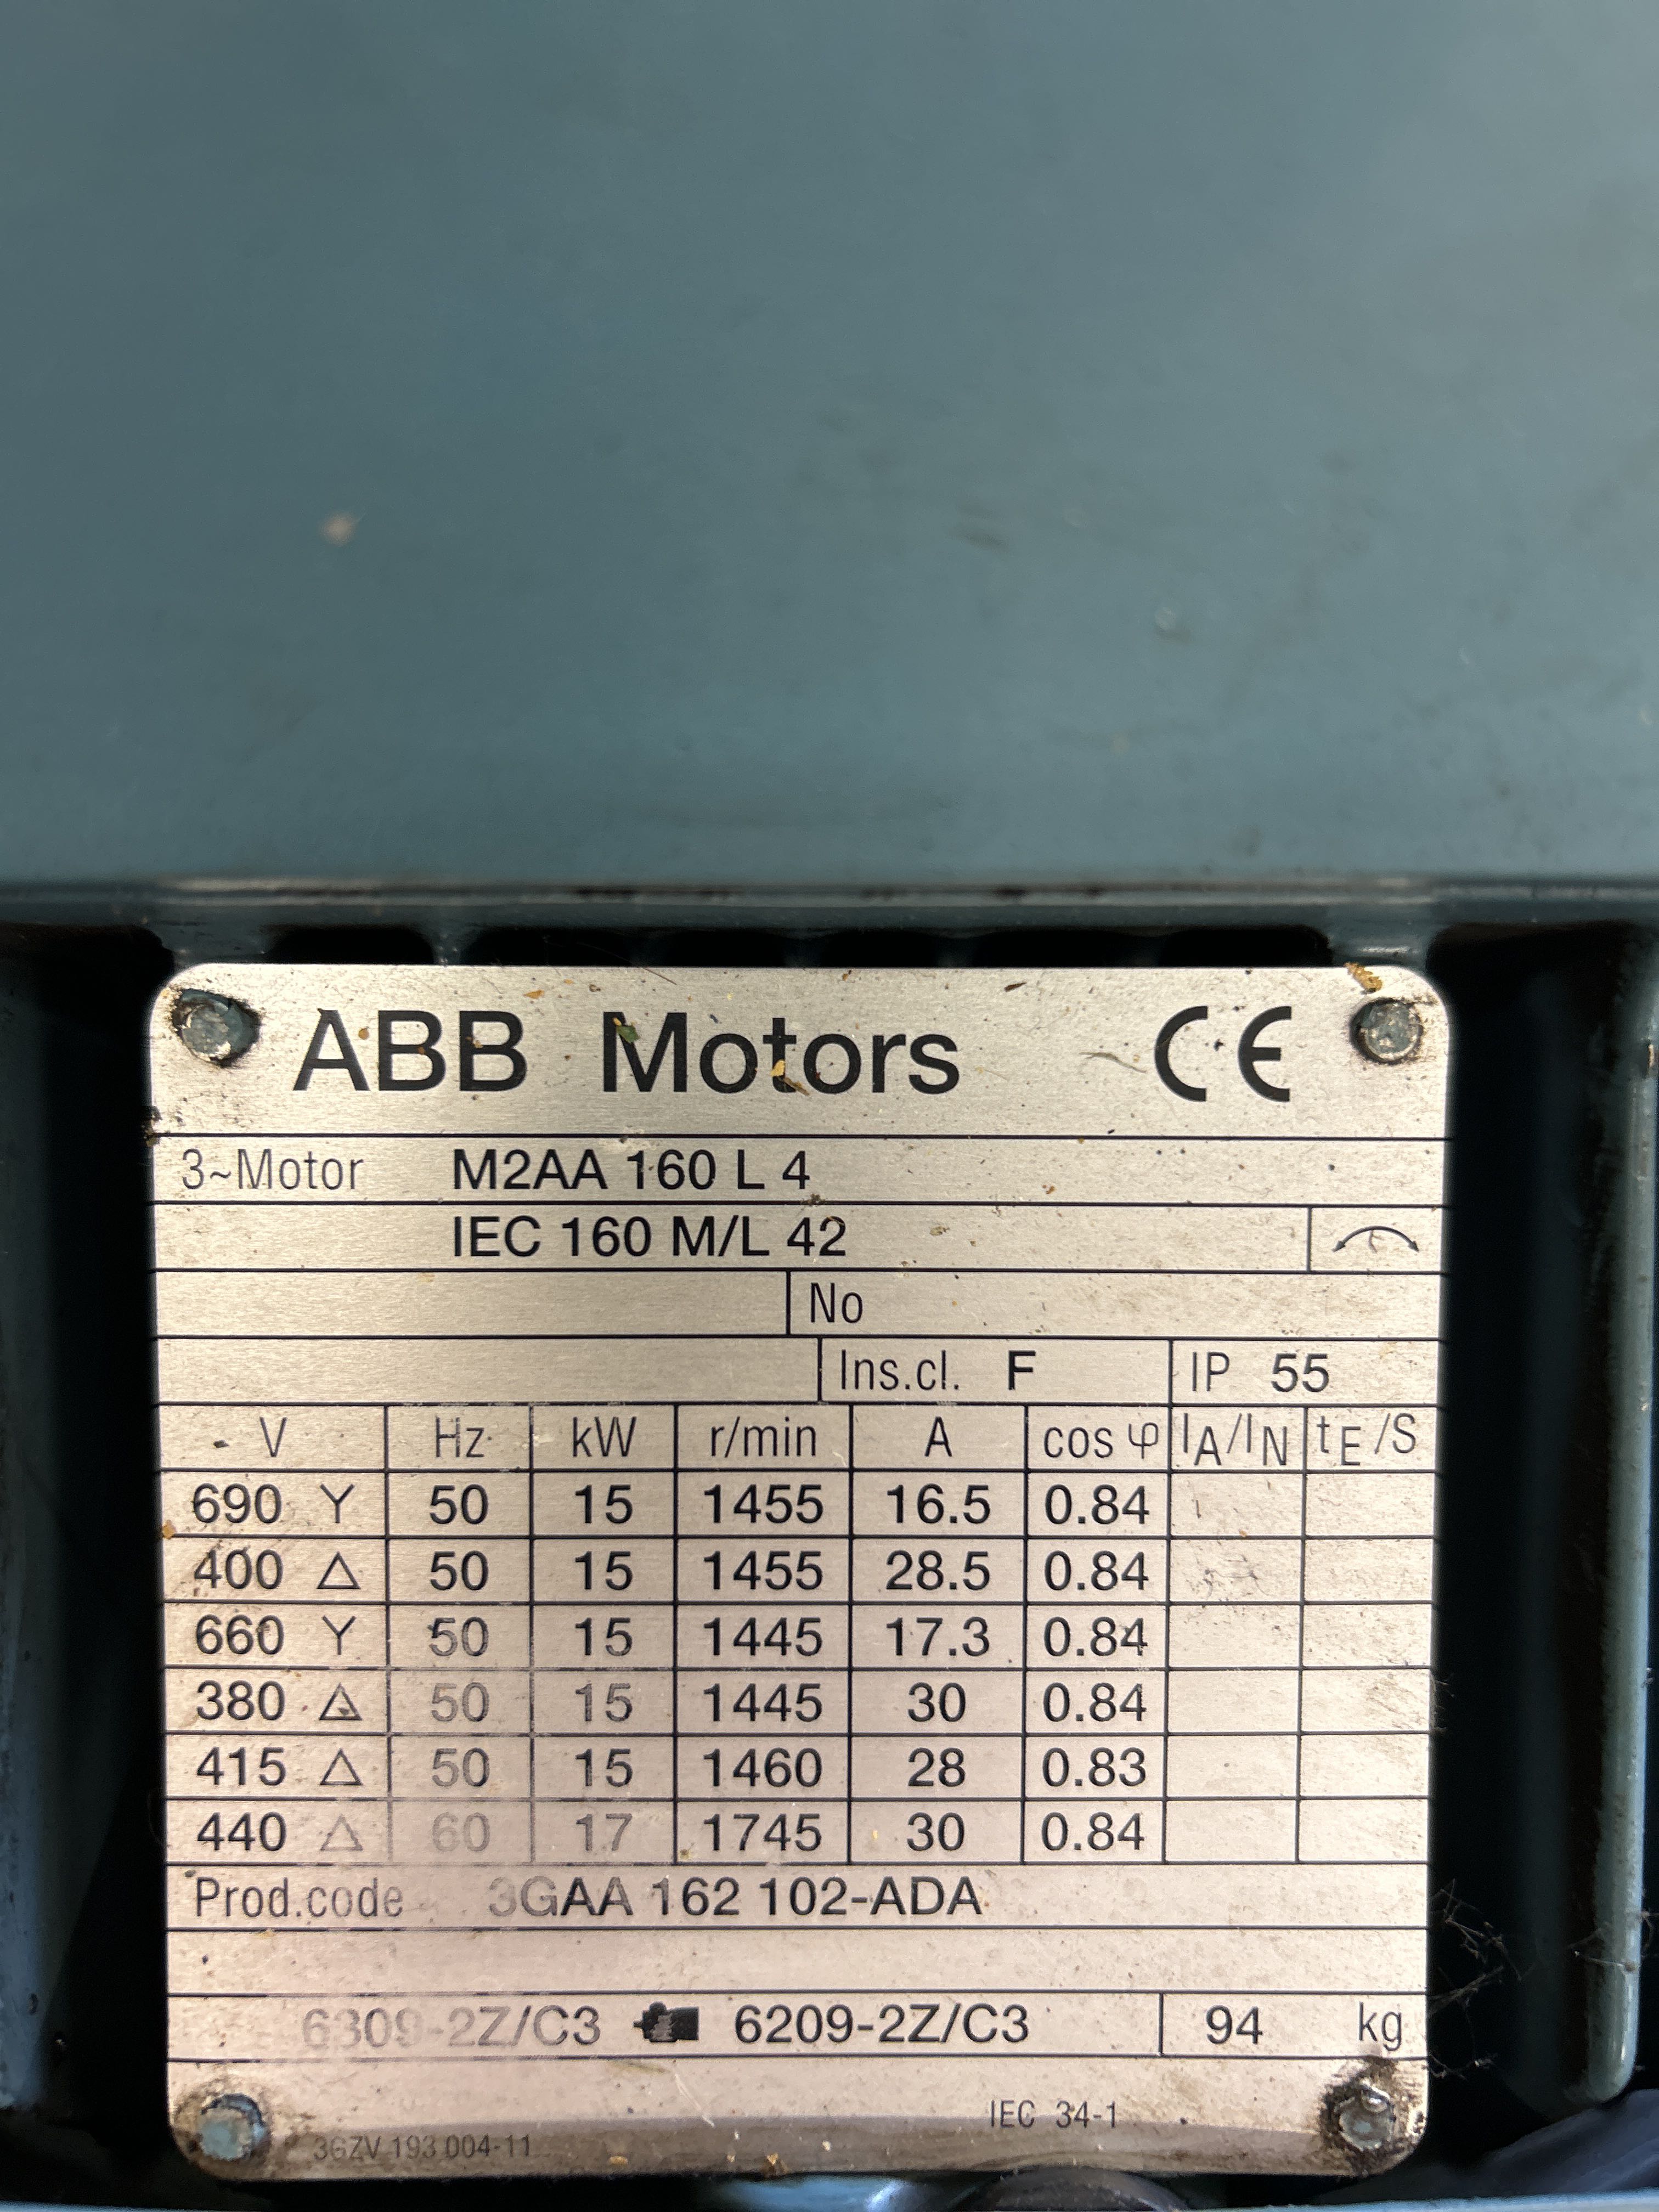 ABB Motors CE
3~Motor M2AA 160 L 4
IEC 160 M/L 42
No
Ins.cl. F IP 55
V Hz kW r/min A cos φ IA/IN tE/S
690 Y 50 15 1455 16.5 0.84
400 △ 50 15 1455 28.5 0.84
660 Y 50 15 1445 17.3 0.84
380 △ 50 15 1445 30 0.84
415 △ 50 15 1460 28 0.83
440 △ 60 17 1745 30 0.84
Prod.code 3GAA 162 102-ADA
6309-2Z/C3 6209-2Z/C3 94 kg
IEC 34-1
3GZV 193 004-11